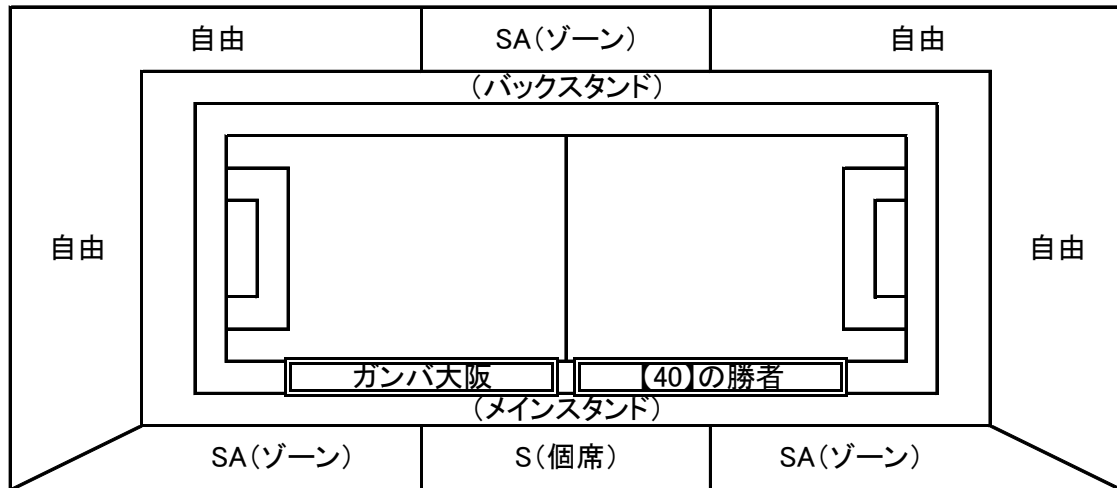 自由
SA(ゾーン)
自由
(バックスタンド)
自由
自由
ガンバ大阪
【40】の勝者
(メインスタンド)
SA(ゾーン)
S(個席)
SA(ゾーン)